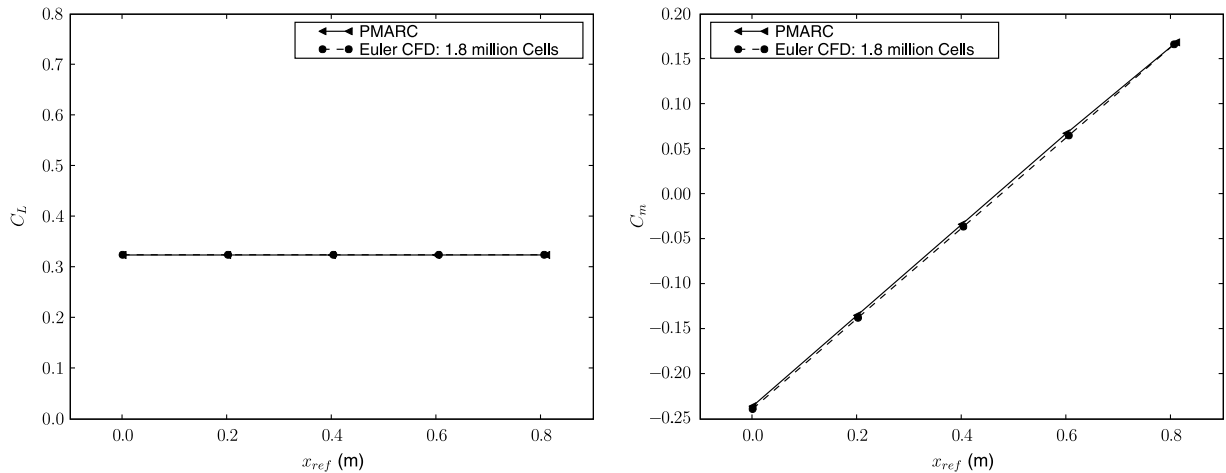 0.8
0.7
0.6
0.5
0.4
0.3
0.2
0.1
0.0
C_L
0.0 0.2 0.4 0.6 0.8
x_ref (m)
PMARC
Euler CFD: 1.8 million Cells
0.20
0.15
0.10
0.05
0.00
−0.05
−0.10
−0.15
−0.20
−0.25
C_m
0.0 0.2 0.4 0.6 0.8
x_ref (m)
PMARC
Euler CFD: 1.8 million Cells